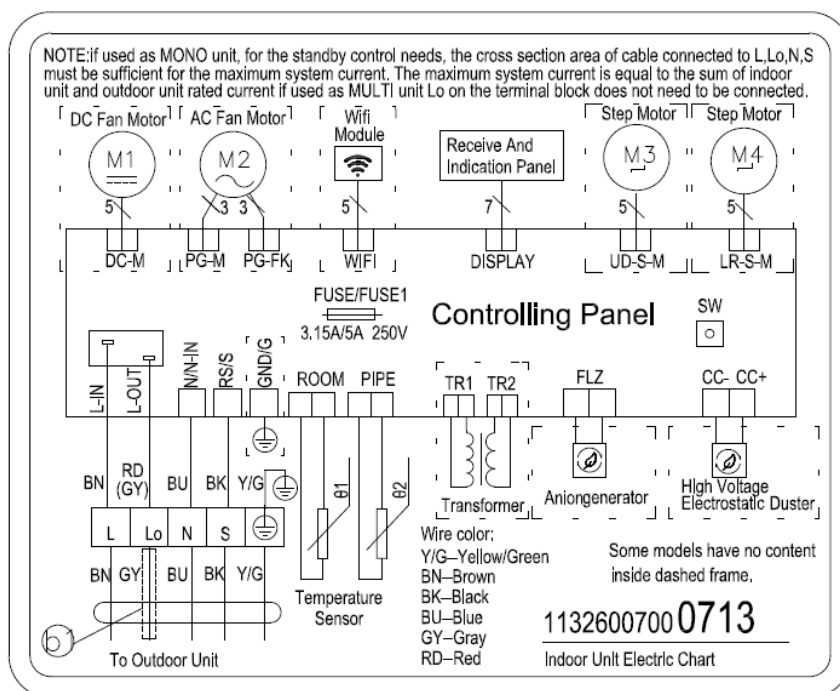 NOTE:if used as MONO unit, for the standby control needs, the cross section area of cable connected to L,Lo,N,S
must be sufficient for the maximum system current. The maximum system current is equal to the sum of indoor
unit and outdoor unit rated current if used as MULTI unit Lo on the terminal block does not need to be connected.
DC Fan Motor AC Fan Motor Wifi Module Step Motor Step Motor
Receive And
Indication Panel
M1 M2 M3 M4
5 3 3 5 7 5 5
DC-M PG-M PG-FK WIFI DISPLAY UD-S-M LR-S-M
FUSE/FUSE1
3.15A/5A 250V
Controlling Panel
SW
L-IN L-OUT N/N-IN RS/S GND/G
ROOM PIPE TR1 TR2 FLZ CC- CC+
BN RD (GY) BU BK Y/G
θ1 θ2
Transformer
Aniongenerator
High Voltage
Electrostatic Duster
L Lo N S
BN GY BU BK Y/G
Temperature
Sensor
b1
To Outdoor Unit
Wire color:
Y/G–Yellow/Green
BN–Brown
BK–Black
BU–Blue
GY–Gray
RD–Red
Some models have no content
inside dashed frame.
1132600700 0713
Indoor Unit Electric Chart